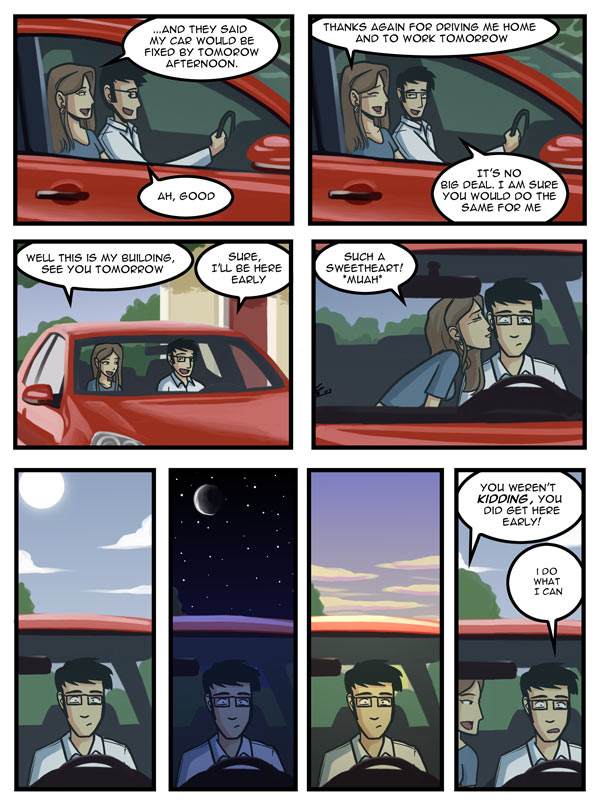 ...AND THEY SAID
MY CAR WOULD BE
FIXED BY TOMOROW
AFTERNOON.
AH, GOOD
THANKS AGAIN FOR DRIVING ME HOME
AND TO WORK TOMORROW
IT'S NO
BIG DEAL. I AM SURE
YOU WOULD DO THE
SAME FOR ME
WELL THIS IS MY BUILDING,
SEE YOU TOMORROW
SURE,
I'LL BE HERE
EARLY
SUCH A
SWEETHEART!
*MUAH*
YOU WEREN'T
KIDDING, YOU
DID GET HERE
EARLY!
I DO
WHAT
I CAN